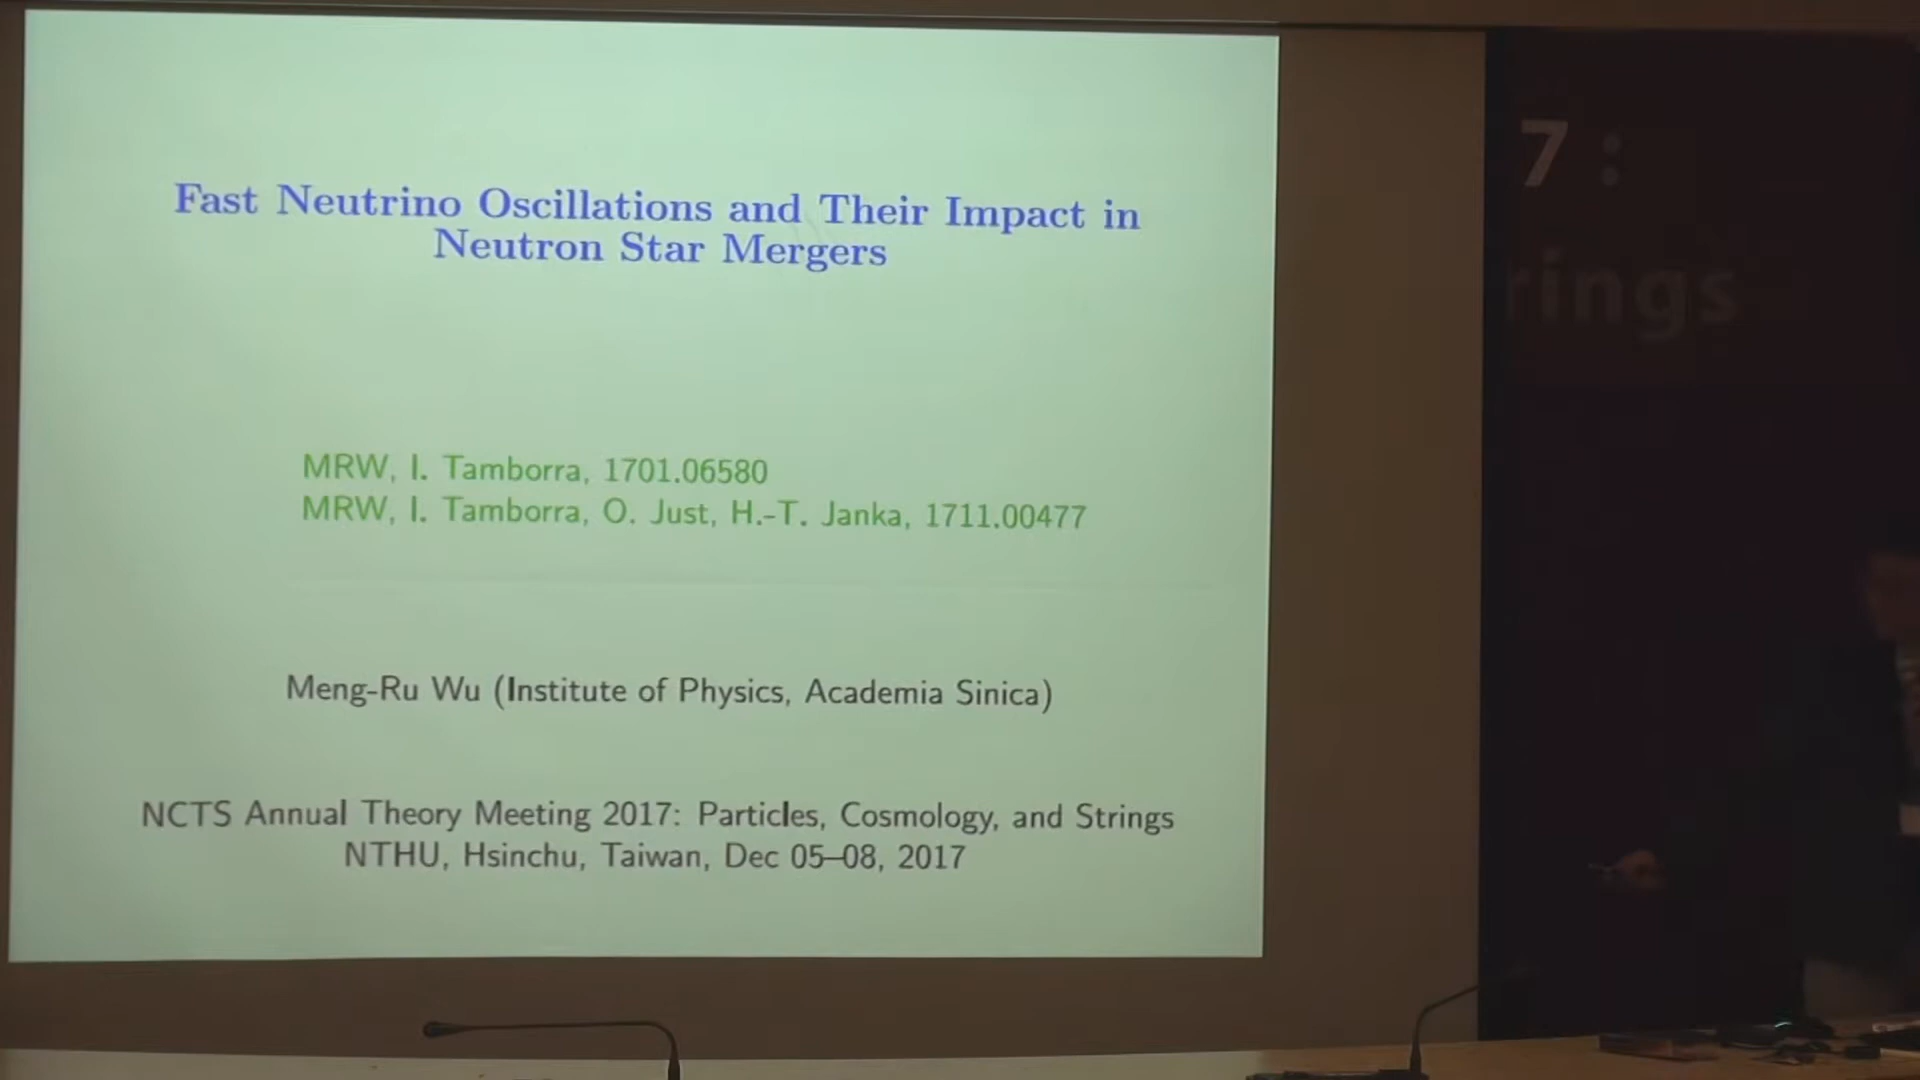 Fast Neutrino Oscillations and Their Impact in
Neutron Star Mergers
MRW, I. Tamborra, 1701.06580
MRW, I. Tamborra, O. Just, H.-T. Janka, 1711.00477
Meng-Ru Wu (Institute of Physics, Academia Sinica)
NCTS Annual Theory Meeting 2017: Particles, Cosmology, and Strings
NTHU, Hsinchu, Taiwan, Dec 05–08, 2017
7 :
rings